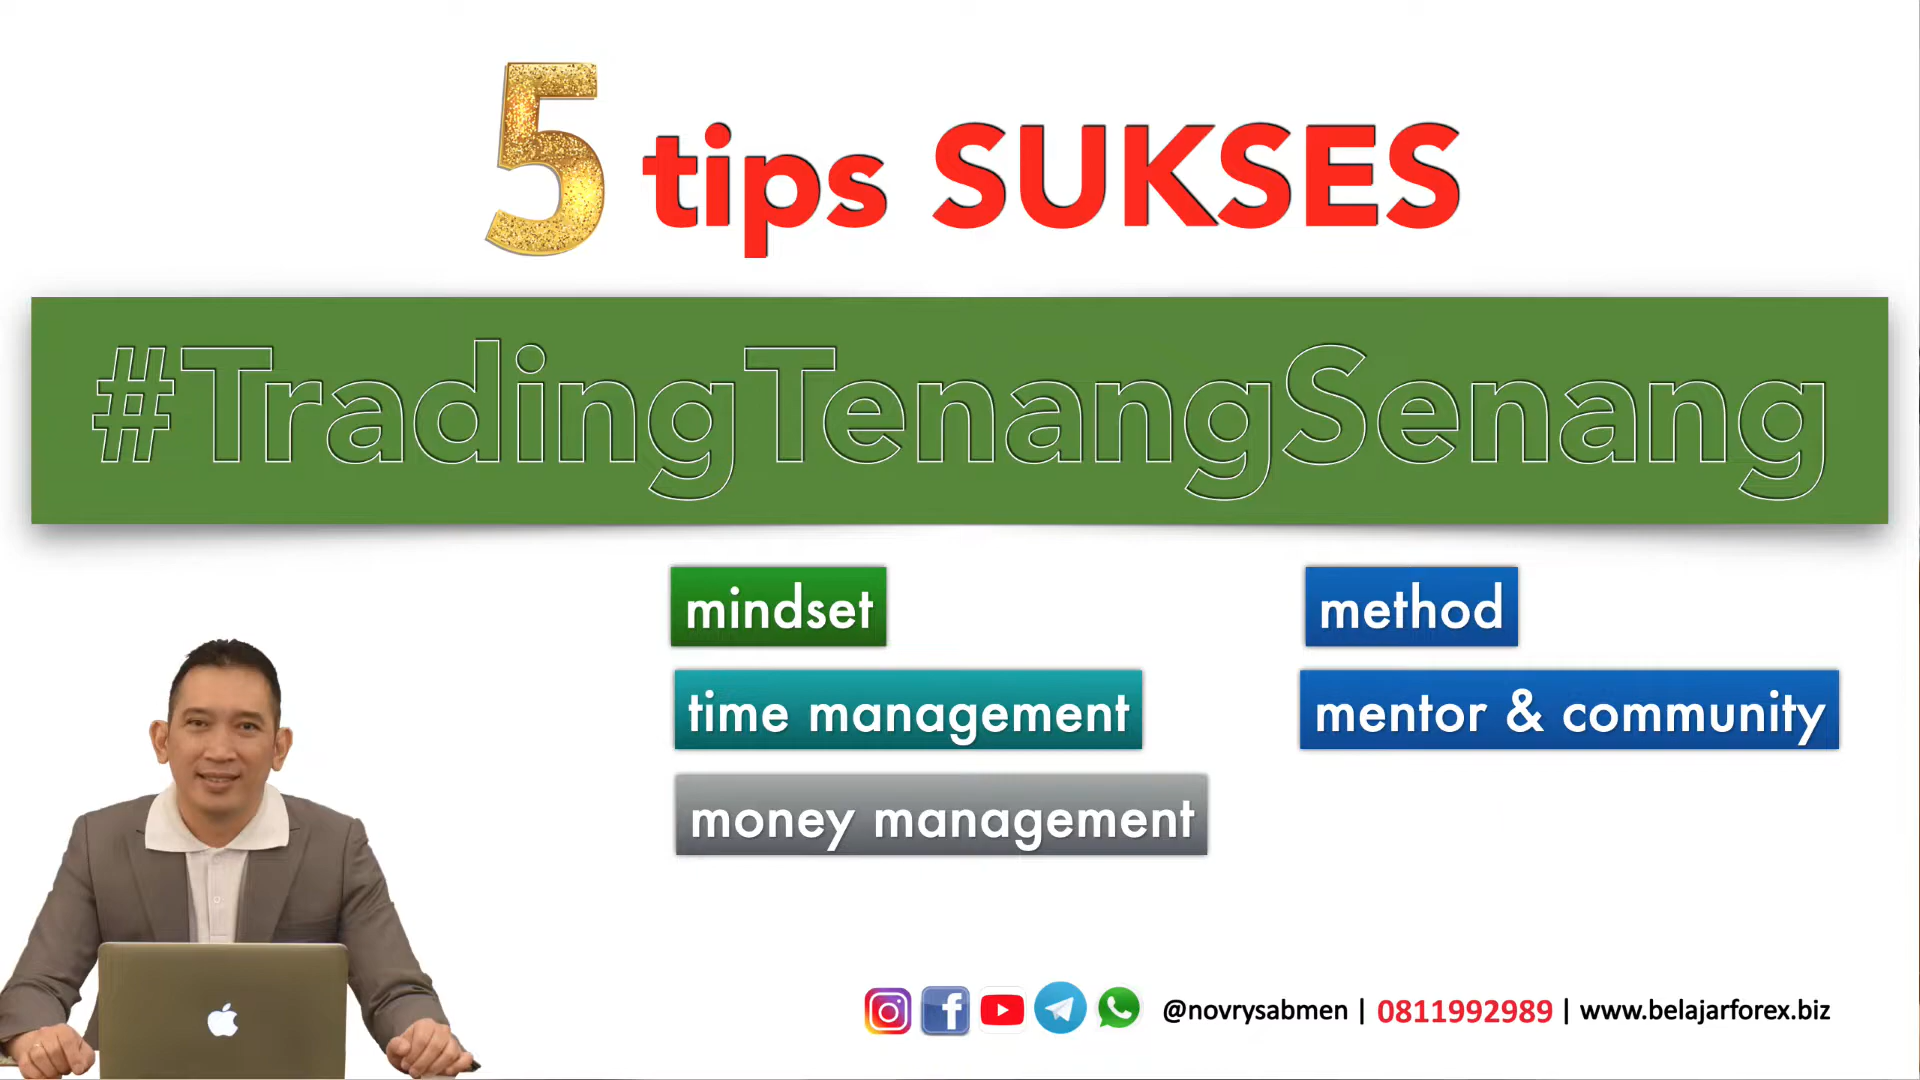 5 tips SUKSES
#TradingTenangSenang
mindset
time management
money management
method
mentor & community
@novrysabmen | 0811992989 | www.belajarforex.biz